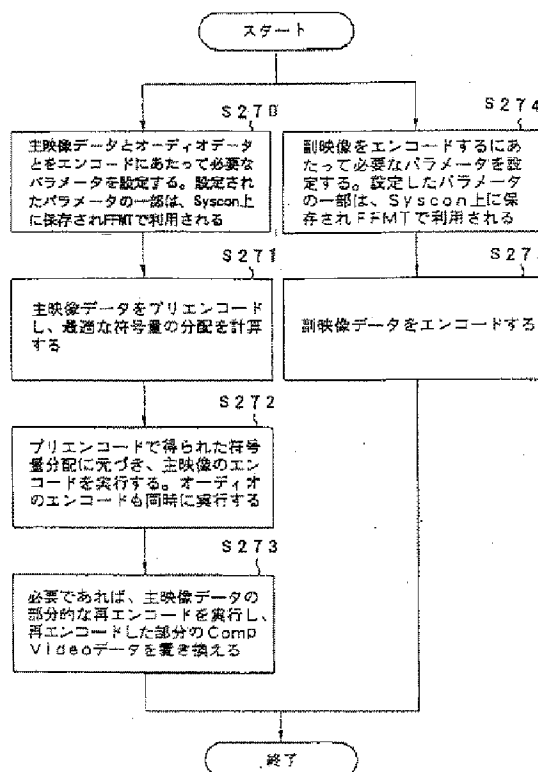 スタート
S270
主映像データとオーディオデータ
とをエンコードにあたって必要な
パラメータを設定する。設定され
たパラメータの一部は、Syscon上
に保存されFFMTで利用される
S271
主映像データをプリエンコード
し、最適な符号量の分配を計算
する
S272
プリエンコードで得られた符号
量分配に元づき、主映像のエン
コードを実行する。オーディオ
のエンコードも同時に実行する
S273
必要であれば、主映像データの
部分的な再エンコードを実行し、
再エンコードした部分のComp
Videoデータを置き換える
S274
副映像をエンコードするにあ
たって必要なパラメータを設
定する。設定したパラメータ
の一部は、Syscon上に保
存されFFMTで利用される
S27
副映像データをエンコードする
終了